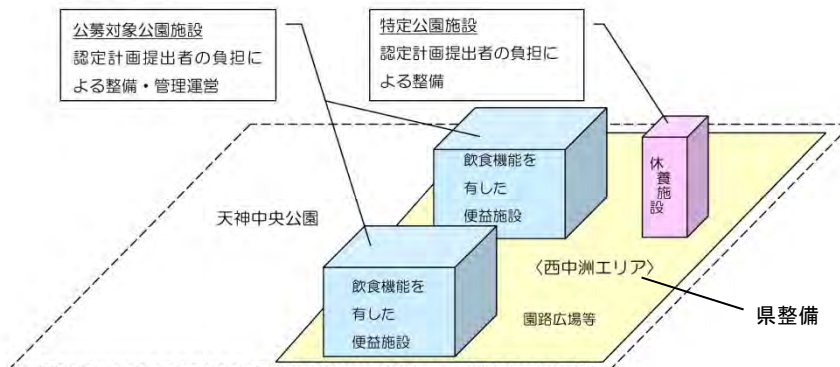 公募対象公園施設
認定計画提出者の負担に
よる整備・管理運営
特定公園施設
認定計画提出者の負担に
よる整備
飲食機能を
有した
便益施設
休養施設
天神中央公園
飲食機能を
有した
便益施設
〈西中洲エリア〉
園路広場等
県整備